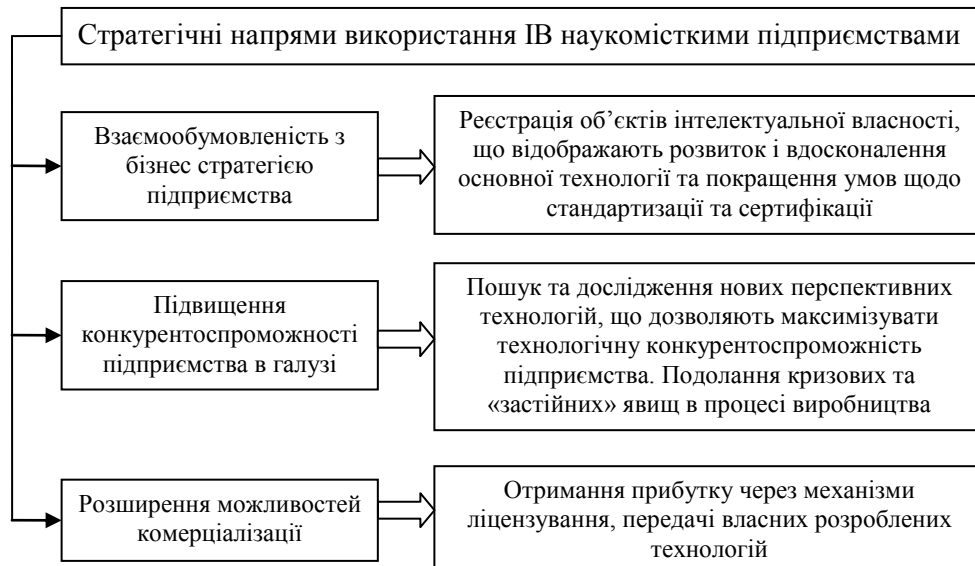 Стратегічні напрями використання ІВ наукомісткими підприємствами
Взаємообумовленість з
бізнес стратегією
підприємства
Реєстрація об’єктів інтелектуальної власності,
що відображають розвиток і вдосконалення
основної технології та покращення умов щодо
стандартизації та сертифікації
Підвищення
конкурентоспроможності
підприємства в галузі
Пошук та дослідження нових перспективних
технологій, що дозволяють максимізувати
технологічну конкурентоспроможність
підприємства. Подолання кризових та
«застійних» явищ в процесі виробництва
Розширення можливостей
комерціалізації
Отримання прибутку через механізми
ліцензування, передачі власних розроблених
технологій